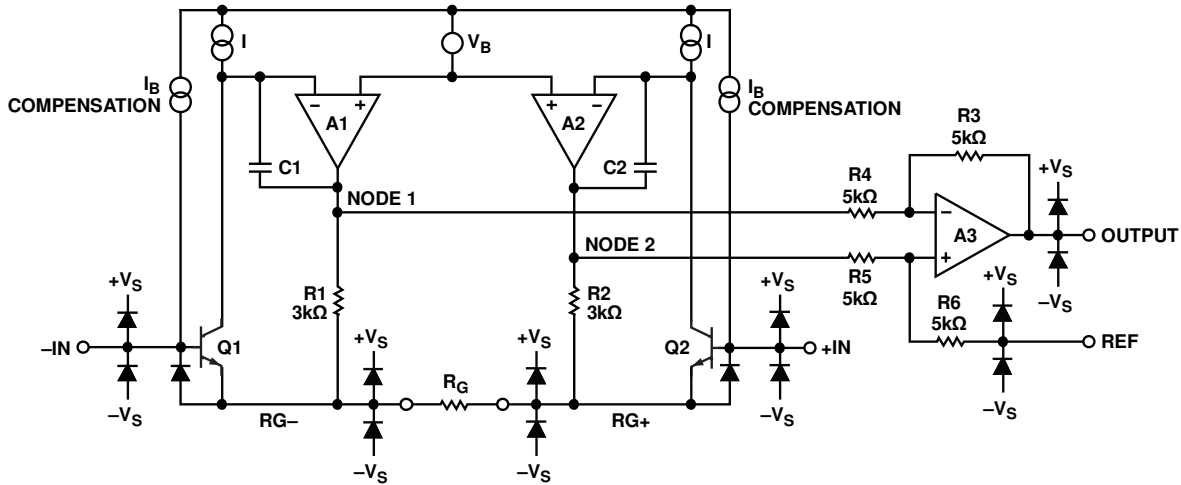 I
V_B
I
I_B
COMPENSATION
I_B
COMPENSATION
− +
A1
+ −
A2
C1
C2
NODE 1
NODE 2
R3
5kΩ
R4
5kΩ
R5
5kΩ
R6
5kΩ
−
+
A3
+V_S
−V_S
OUTPUT
+V_S
−V_S
REF
R1
3kΩ
R2
3kΩ
+V_S
−IN
−V_S
Q1
+V_S
−V_S
RG−
R_G
+V_S
−V_S
RG+
Q2
+V_S
+IN
−V_S